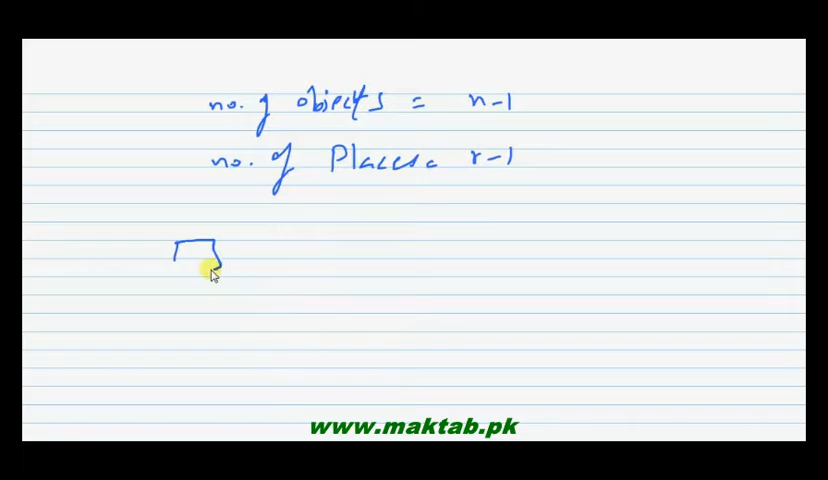 no. of objects = n-1
no. of Places = r-1
www.maktab.pk